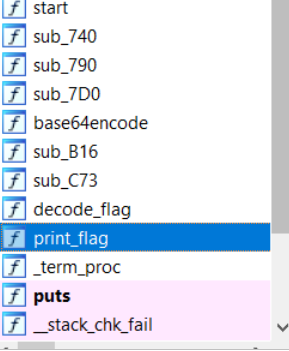 f start
f sub_740
f sub_790
f sub_7D0
f base64encode
f sub_B16
f sub_C73
f decode_flag
f print_flag
f _term_proc
f puts
f __stack_chk_fail